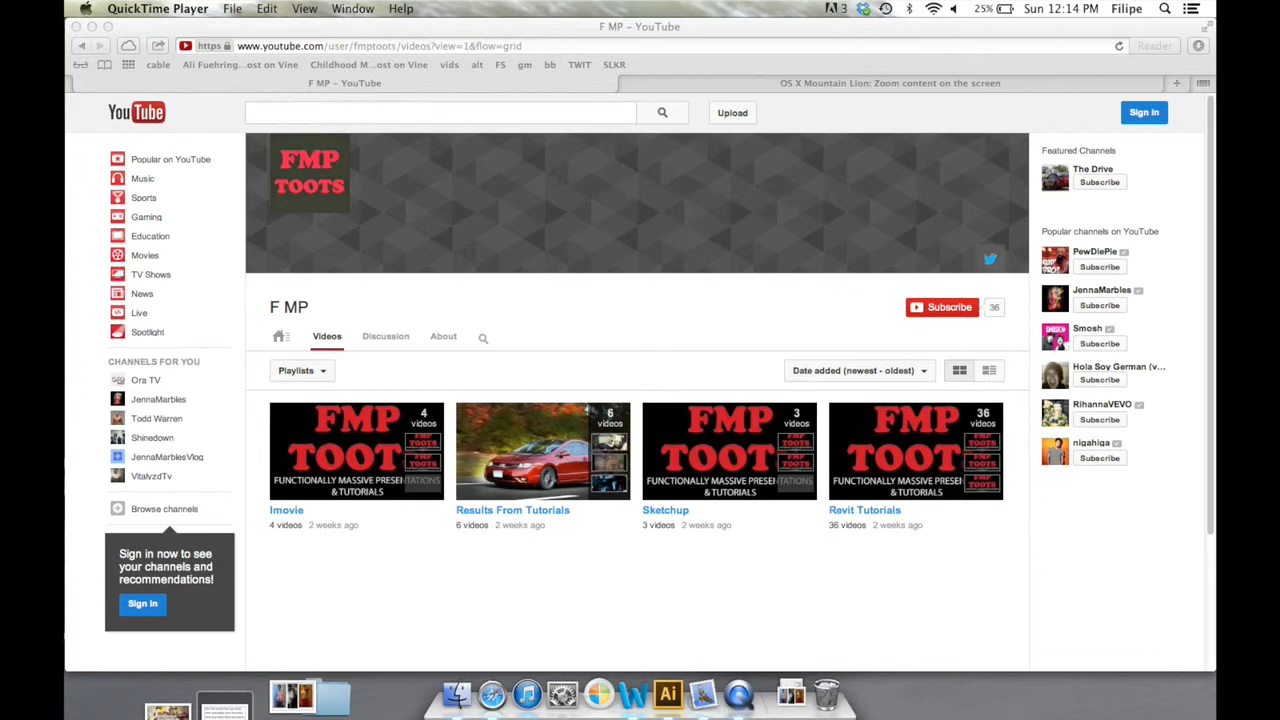 QuickTime Player File Edit View Window Help
3 25% Sun 12:14 PM Filipe
F MP – YouTube
https www.youtube.com/user/fmptoots/videos?view=1&flow=grid
Reader
cable Ali Fuehring...ost on Vine Childhood M...ost on Vine vids alt FS gm bb TWIT SLKR
F MP – YouTube
OS X Mountain Lion: Zoom content on the screen
YouTube
Upload
Sign in
Popular on YouTube
Music
Sports
Gaming
Education
Movies
TV Shows
News
Live
Spotlight
CHANNELS FOR YOU
Ora TV
JennaMarbles
Todd Warren
Shinedown
JennaMarblesVlog
VitalyzdTv
Browse channels
Sign in now to see
your channels and
recommendations!
Sign in
FMP
TOOTS
F MP
Subscribe 36
Videos Discussion About
Playlists
Date added (newest - oldest)
FMP
TOOT
4
videos
FUNCTIONALLY MASSIVE PRESENTATIONS
& TUTORIALS
Imovie
4 videos 2 weeks ago
6
videos
Results From Tutorials
6 videos 2 weeks ago
FMP
TOOT
3
videos
FUNCTIONALLY MASSIVE PRESENTATIONS
& TUTORIALS
Sketchup
3 videos 2 weeks ago
FMP
TOOT
36
videos
FUNCTIONALLY MASSIVE PRESEN
& TUTORIALS
Revit Tutorials
36 videos 2 weeks ago
Featured Channels
The Drive
Subscribe
Popular channels on YouTube
PewDiePie
Subscribe
JennaMarbles
Subscribe
Smosh
Subscribe
Hola Soy German (v...
Subscribe
RihannaVEVO
Subscribe
nigahiga
Subscribe
Ai